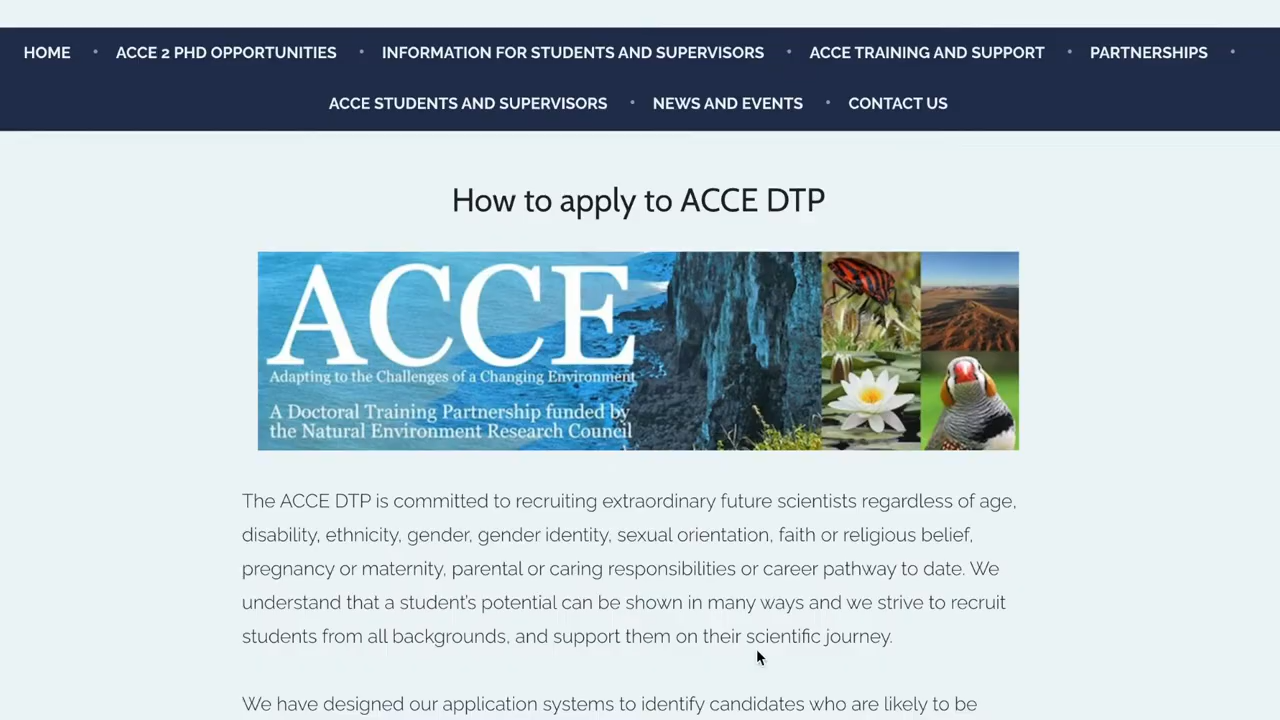 HOME • ACCE 2 PHD OPPORTUNITIES • INFORMATION FOR STUDENTS AND SUPERVISORS • ACCE TRAINING AND SUPPORT • PARTNERSHIPS •
ACCE STUDENTS AND SUPERVISORS • NEWS AND EVENTS • CONTACT US
How to apply to ACCE DTP
ACCE
Adapting to the Challenges of a Changing Environment
A Doctoral Training Partnership funded by
the Natural Environment Research Council
The ACCE DTP is committed to recruiting extraordinary future scientists regardless of age,
disability, ethnicity, gender, gender identity, sexual orientation, faith or religious belief,
pregnancy or maternity, parental or caring responsibilities or career pathway to date. We
understand that a student's potential can be shown in many ways and we strive to recruit
students from all backgrounds, and support them on their scientific journey.
We have designed our application systems to identify candidates who are likely to be